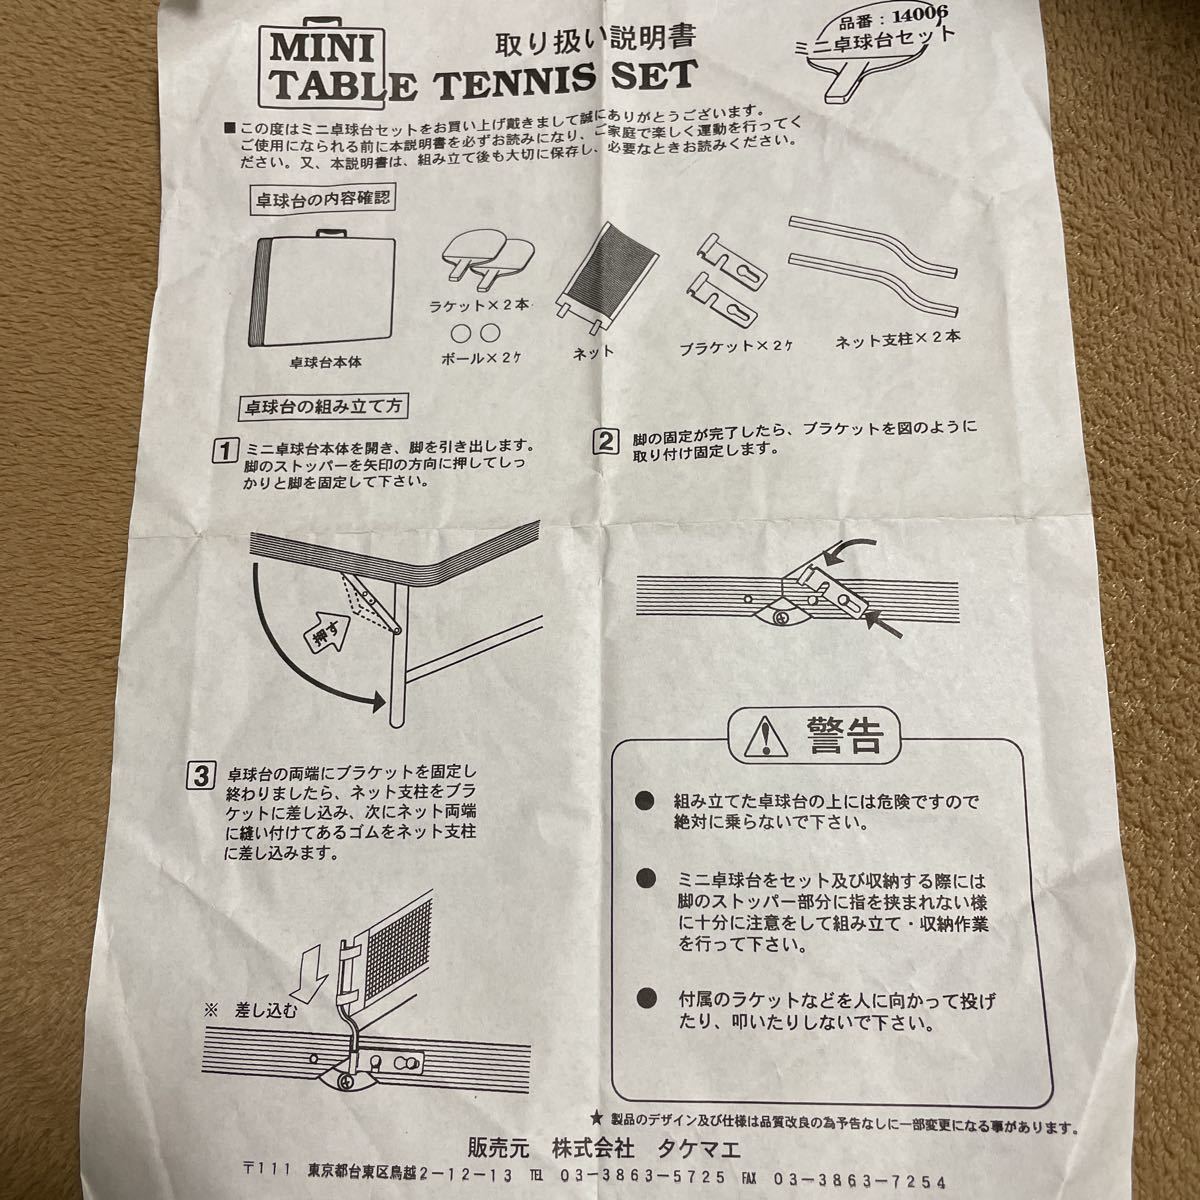 MINI
TABLE TENNIS SET
取り扱い説明書
品番：14006
ミニ卓球台セット
■この度はミニ卓球台セットをお買い上げ戴きまして誠にありがとうございます。
ご使用になられる前に本説明書を必ずお読みになり、ご家庭で楽しく運動を行ってく
ださい。又、本説明書は、組み立て後も大切に保存し、必要なときお読みください。
卓球台の内容確認
卓球台本体
ラケット×2本
ボール×2ケ
ネット
ブラケット×2ケ
ネット支柱×2本
卓球台の組み立て方
1 ミニ卓球台本体を開き、脚を引き出します。
脚のストッパーを矢印の方向に押してしっ
かりと脚を固定して下さい。
押す
2 脚の固定が完了したら、ブラケットを図のように
取り付け固定します。
3 卓球台の両端にブラケットを固定し
終わりましたら、ネット支柱をブラ
ケットに差し込み、次にネット両端
に縫い付けてあるゴムをネット支柱
に差し込みます。
※ 差し込む
警告
● 組み立てた卓球台の上には危険ですので
絶対に乗らないで下さい。
● ミニ卓球台をセット及び収納する際には
脚のストッパー部分に指を挟まれない様
に十分に注意をして組み立て・収納作業
を行って下さい。
● 付属のラケットなどを人に向かって投げ
たり、叩いたりしないで下さい。
★ 製品のデザイン及び仕様は品質改良の為予告なしに一部変更になる事があります。
販売元 株式会社 タケマエ
〒111 東京都台東区鳥越2-12-13 TEL 03-3863-5725 FAX 03-3863-7254